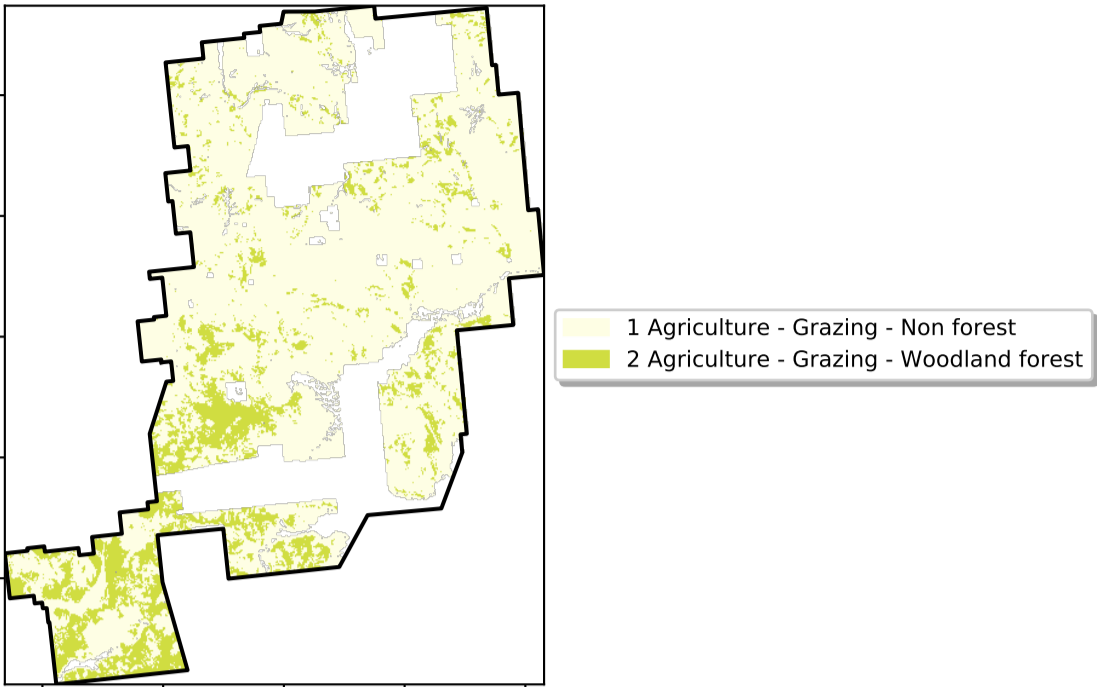 1 Agriculture - Grazing - Non forest
2 Agriculture - Grazing - Woodland forest